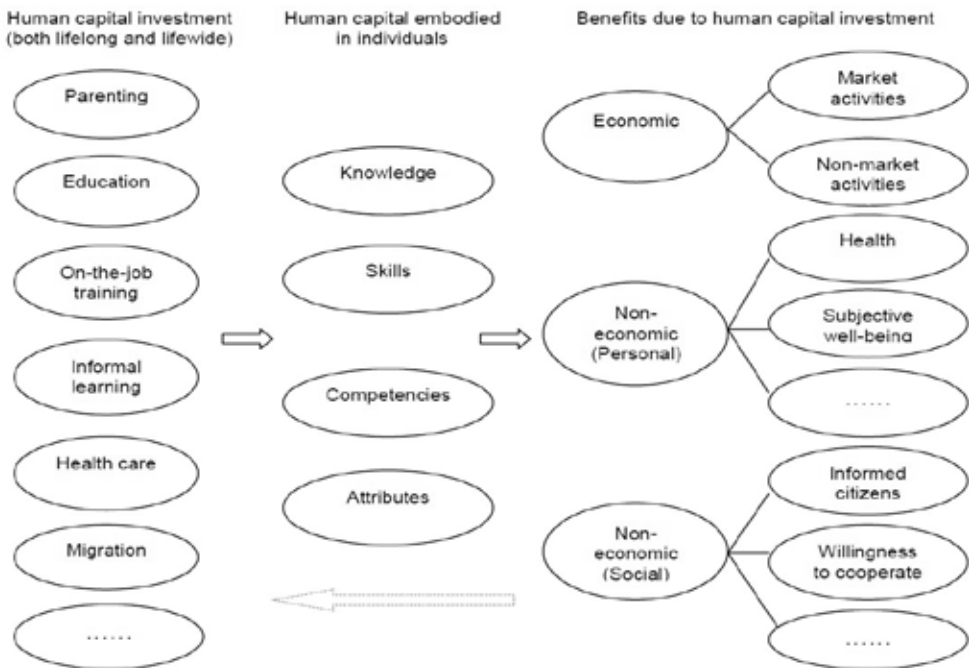 Human capital investment
(both lifelong and lifewide)
Human capital embodied
in individuals
Benefits due to human capital investment
Parenting
Education
On-the-job
training
Informal
learning
Health care
Migration
......
Knowledge
Skills
Competencies
Attributes
Economic
Market
activities
Non-market
activities
Non-
economic
(Personal)
Health
Subjective
well-being
......
Non-
economic
(Social)
Informed
citizens
Willingness
to cooperate
......